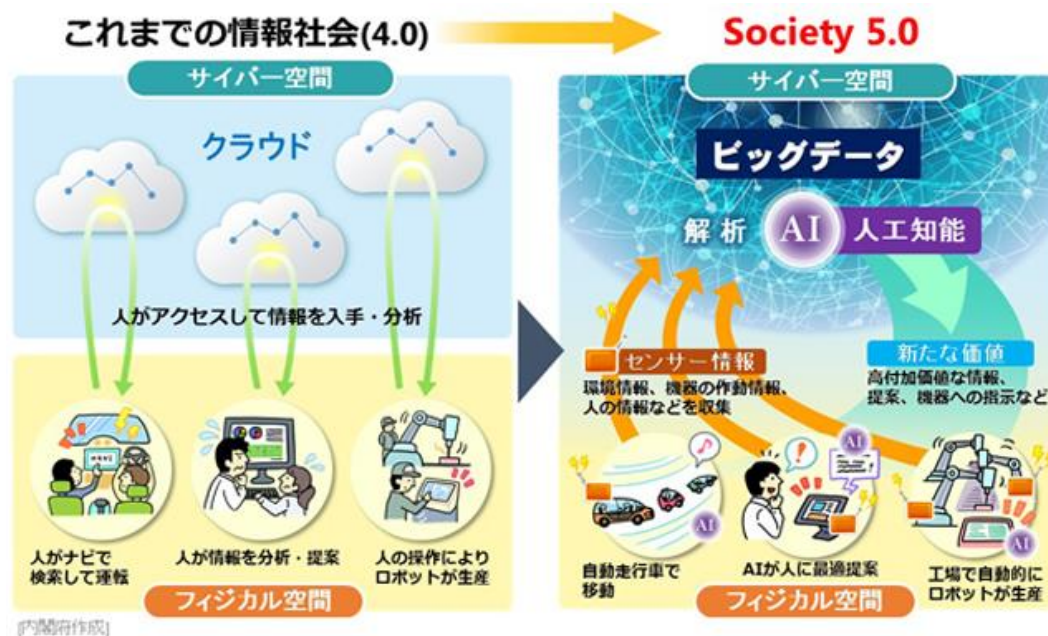 これまでの情報社会(4.0)
Society 5.0
サイバー空間
クラウド
人がアクセスして情報を入手・分析
人がナビで
検索して運転
人が情報を分析・提案
人の操作により
ロボットが生産
フィジカル空間
サイバー空間
ビッグデータ
解析
AI
人工知能
センサー情報
環境情報、機器の作動情報、
人の情報などを収集
新たな価値
高付加価値な情報、
提案、機器への指示など
AI
AI
AI
自動走行車で
移動
AIが人に最適提案
工場で自動的に
ロボットが生産
フィジカル空間
[内閣府作成]